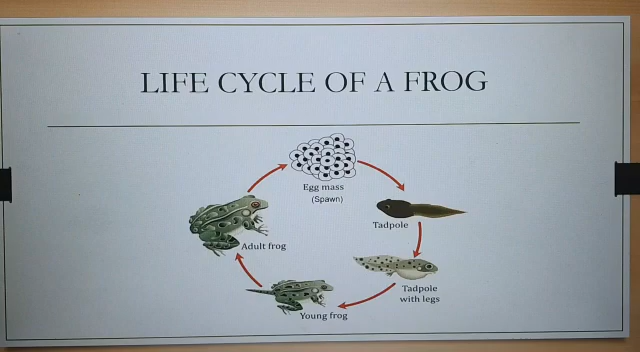 LIFE CYCLE OF A FROG
Egg mass
(Spawn)
Tadpole
Adult frog
Tadpole
with legs
Young frog